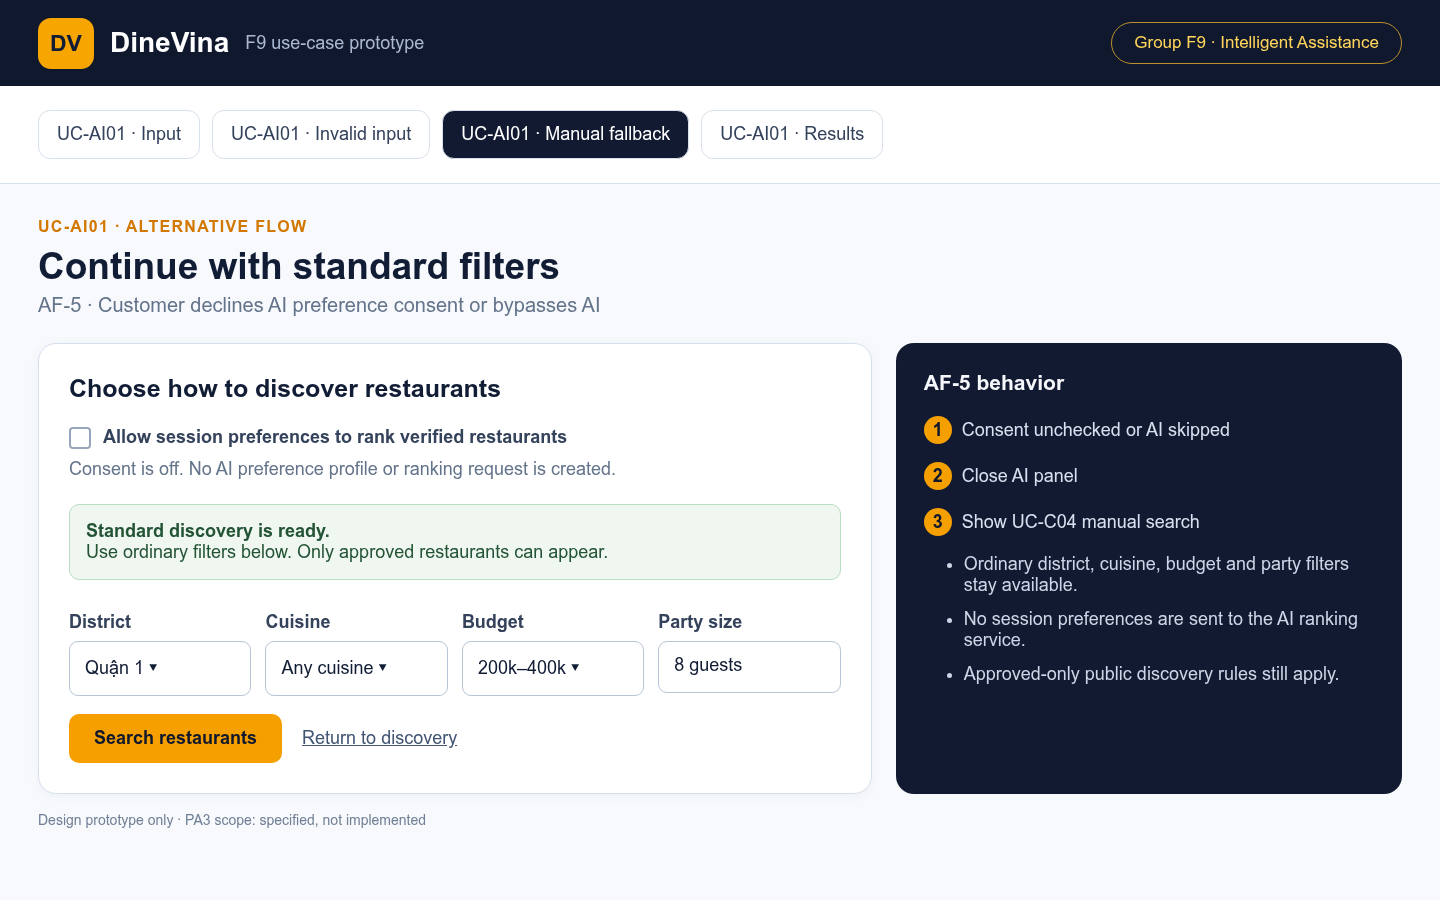 DV
DineVina
F9 use-case prototype
Group F9 · Intelligent Assistance
UC-AI01 · Input
UC-AI01 · Invalid input
UC-AI01 · Manual fallback
UC-AI01 · Results
UC-AI01 · ALTERNATIVE FLOW
Continue with standard filters
AF-5 · Customer declines AI preference consent or bypasses AI
Choose how to discover restaurants
Allow session preferences to rank verified restaurants
Consent is off. No AI preference profile or ranking request is created.
Standard discovery is ready.
Use ordinary filters below. Only approved restaurants can appear.
District
Cuisine
Budget
Party size
Quận 1 ▾
Any cuisine ▾
200k–400k ▾
8 guests
Search restaurants
Return to discovery
AF-5 behavior
1 Consent unchecked or AI skipped
2 Close AI panel
3 Show UC-C04 manual search
• Ordinary district, cuisine, budget and party filters
stay available.
• No session preferences are sent to the AI ranking
service.
• Approved-only public discovery rules still apply.
Design prototype only · PA3 scope: specified, not implemented